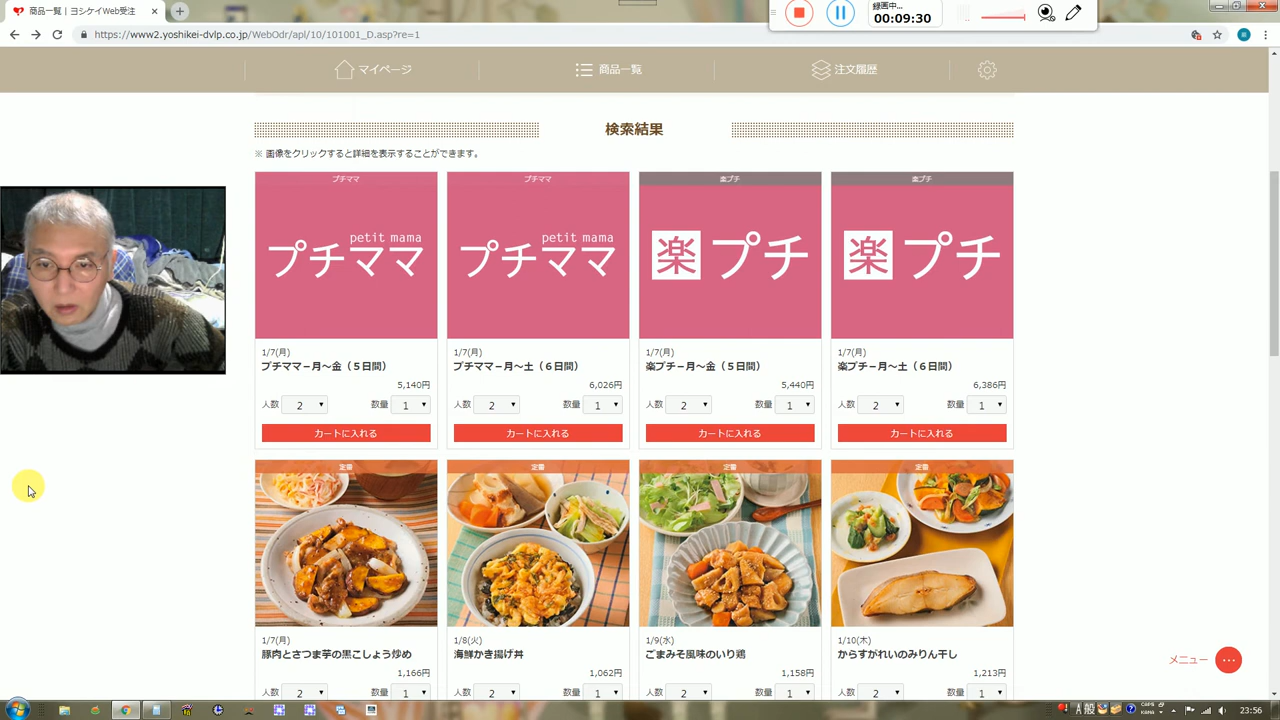 商品一覧 | ヨシケイWeb受注
録画中...
00:09:30
https://www2.yoshikei-dvlp.co.jp/WebOdr/apl/10/101001_D.asp?re=1
マイページ
商品一覧
注文履歴
検索結果
※ 画像をクリックすると詳細を表示することができます。
プチママ
プチママ
楽プチ
楽プチ
petit mama
プチママ
petit mama
プチママ
楽 プチ
楽 プチ
1/7(月)
プチママ－月～金（５日間）
5,140円
人数 2 数量 1
カートに入れる
1/7(月)
プチママ－月～土（６日間）
6,026円
人数 2 数量 1
カートに入れる
1/7(月)
楽プチ－月～金（５日間）
5,440円
人数 2 数量 1
カートに入れる
1/7(月)
楽プチ－月～土（６日間）
6,386円
人数 2 数量 1
カートに入れる
定番
定番
定番
定番
1/7(月)
豚肉とさつま芋の黒こしょう炒め
1,166円
人数 2 数量 1
1/8(火)
海鮮かき揚げ丼
1,062円
人数 2 数量 1
1/9(水)
ごまみそ風味のいり鶏
1,158円
人数 2 数量 1
1/10(木)
からすがれいのみりん干し
1,213円
人数 2 数量 1
メニュー
A 般
CAPS
KANA
23:56